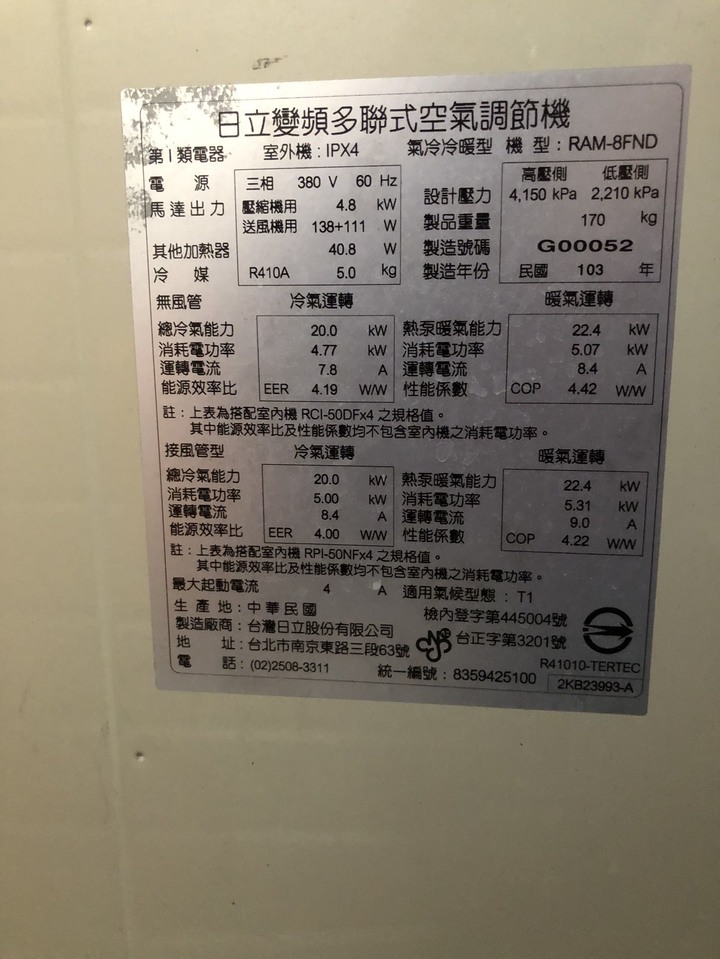 日立變頻多聯式空氣調節機
第1類電器 室外機：IPX4 氣冷冷暖型 機 型：RAM-8FND
電 源 三相 380 V 60 Hz
馬達出力 壓縮機用 4.8 kW
送風機用 138+111 W
其他加熱器 40.8 W
冷 媒 R410A 5.0 kg
高壓側 低壓側
設計壓力 4,150 kPa 2,210 kPa
製品重量 170 kg
製造號碼 G00052
製造年份 民國 103 年
無風管 冷氣運轉 暖氣運轉
總冷氣能力 20.0 kW 熱泵暖氣能力 22.4 kW
消耗電功率 4.77 kW 消耗電功率 5.07 kW
運轉電流 7.8 A 運轉電流 8.4 A
能源效率比 EER 4.19 W/W 性能係數 COP 4.42 W/W
註：上表為搭配室內機 RCI-50DFx4 之規格值。
其中能源效率比及性能係數均不包含室內機之消耗電功率。
接風管型 冷氣運轉 暖氣運轉
總冷氣能力 20.0 kW 熱泵暖氣能力 22.4 kW
消耗電功率 5.00 kW 消耗電功率 5.31 kW
運轉電流 8.4 A 運轉電流 9.0 A
能源效率比 EER 4.00 W/W 性能係數 COP 4.22 W/W
註：上表為搭配室內機 RPI-50NFx4 之規格值。
其中能源效率比及性能係數均不包含室內機之消耗電功率。
最大起動電流 4 A 適用氣候型態：T1
生 產 地：中華民國 檢內登字第445004號
製造廠商：台灣日立股份有限公司 台正字第3201號
地 址：台北市南京東路三段63號 R41010-TERTEC
電 話：(02)2508-3311 統一編號：8359425100 2KB23993-A